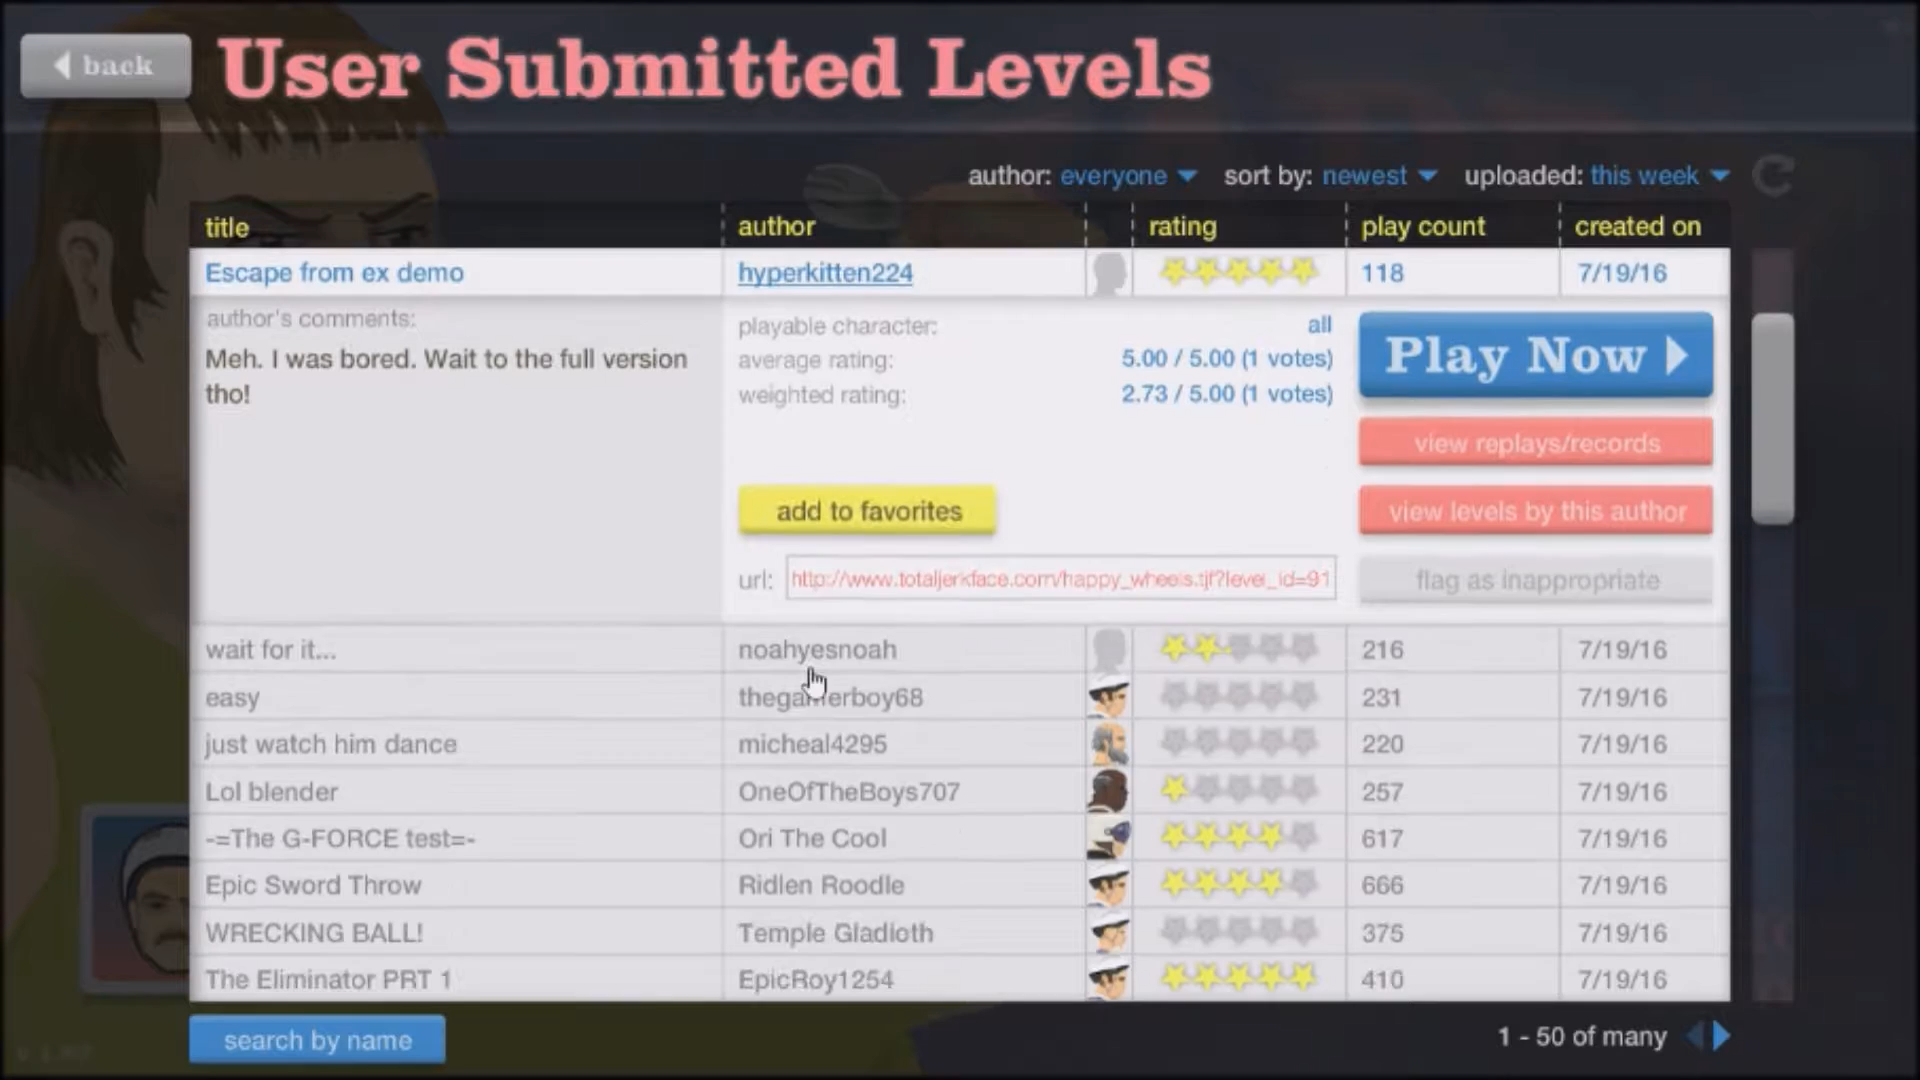 back
User Submitted Levels
author: everyone sort by: newest uploaded: this week
title author rating play count created on
Escape from ex demo hyperkitten224 118 7/19/16
author's comments:
Meh. I was bored. Wait to the full version
tho!
playable character: all
average rating: 5.00 / 5.00 (1 votes)
weighted rating: 2.73 / 5.00 (1 votes)
Play Now
view replays/records
add to favorites
view levels by this author
url: http://www.totaljerkface.com/happy_wheels.tjf?level_id=91
flag as inappropriate
wait for it... noahyesnoah 216 7/19/16
easy thegamerboy68 231 7/19/16
just watch him dance micheal4295 220 7/19/16
Lol blender OneOfTheBoys707 257 7/19/16
-=The G-FORCE test=- Ori The Cool 617 7/19/16
Epic Sword Throw Ridlen Roodle 666 7/19/16
WRECKING BALL! Temple Gladioth 375 7/19/16
The Eliminator PRT 1 EpicRoy1254 410 7/19/16
search by name
1 - 50 of many